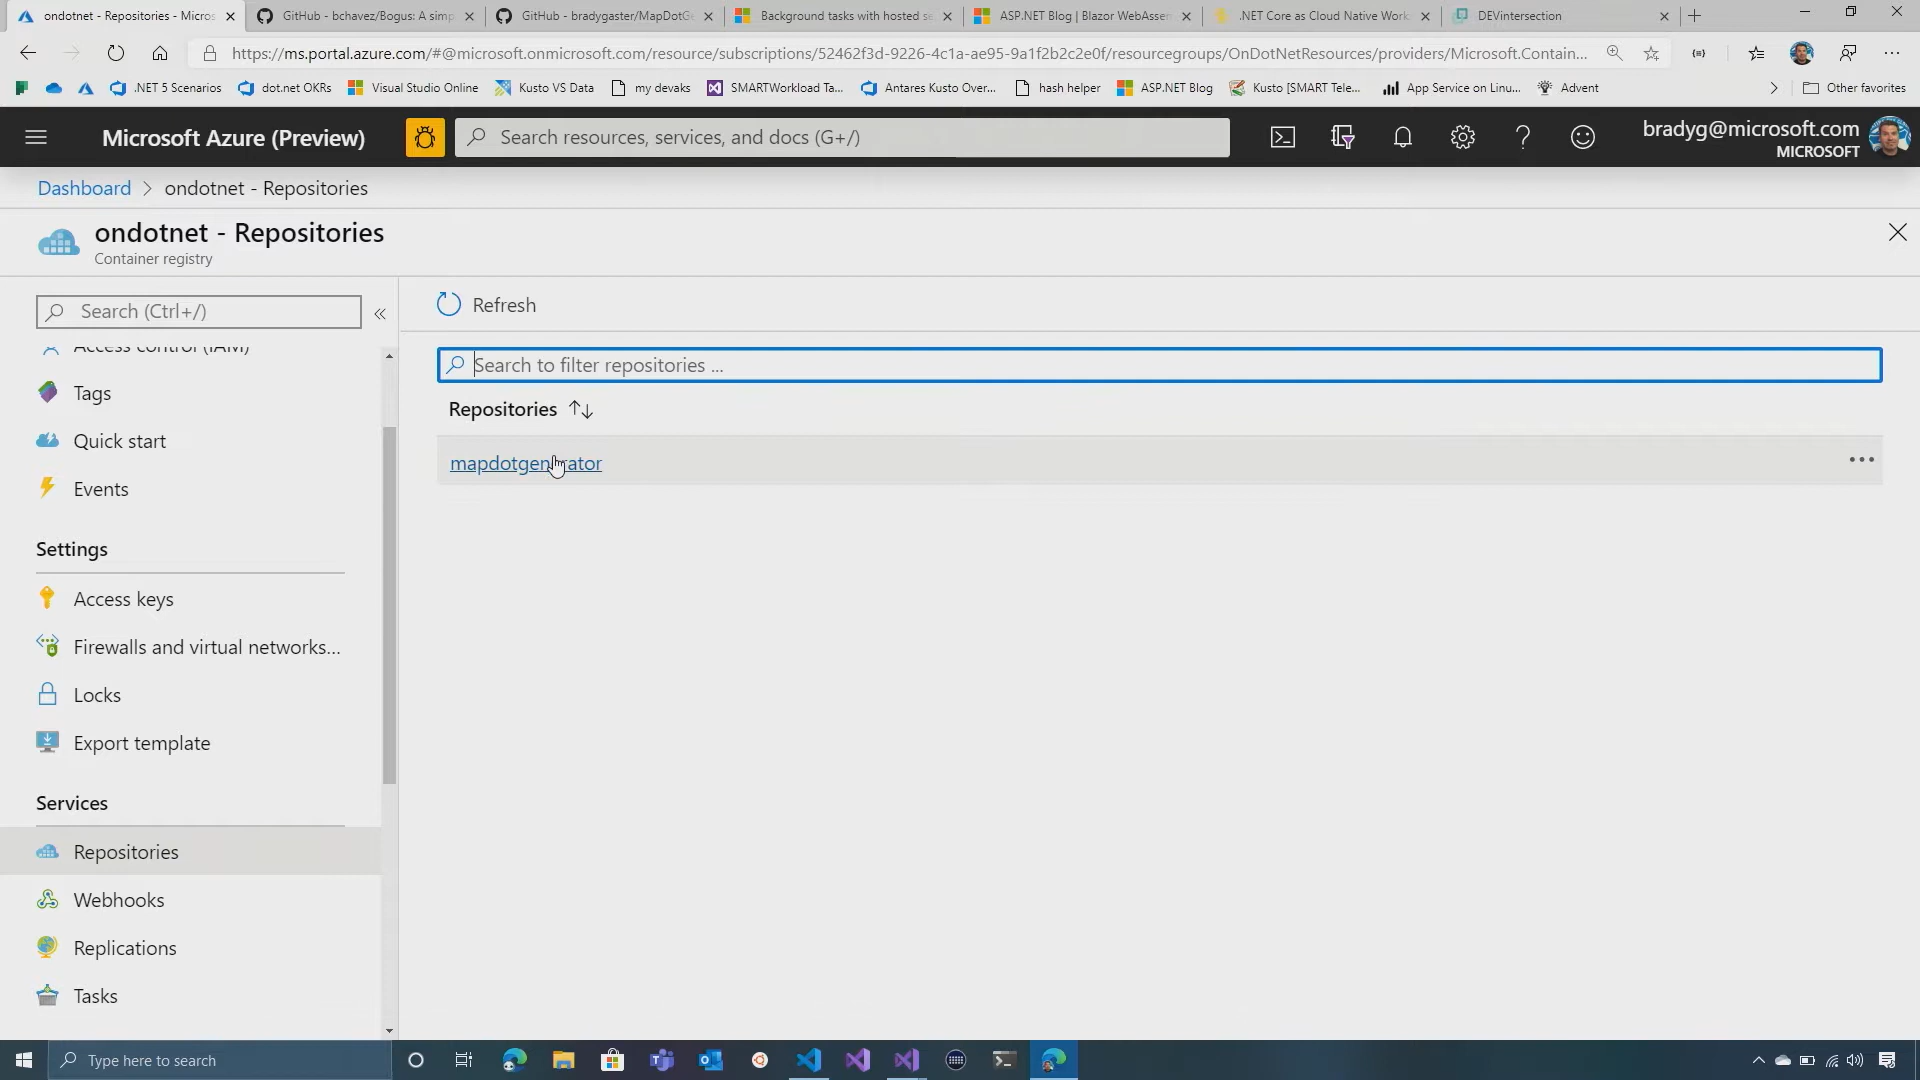 ondotnet - Repositories - Micros
GitHub - bchavez/Bogus: A simp
GitHub - bradygaster/MapDotGe
Background tasks with hosted se
ASP.NET Blog | Blazor WebAssem
.NET Core as Cloud Native Work
DEVintersection
https://ms.portal.azure.com/#@microsoft.onmicrosoft.com/resource/subscriptions/52462f3d-9226-4c1a-ae95-9a1f2b2c2e0f/resourcegroups/OnDotNetResources/providers/Microsoft.Contain...
.NET 5 Scenarios
dot.net OKRs
Visual Studio Online
Kusto VS Data
my devaks
SMARTWorkload Ta...
Antares Kusto Over...
hash helper
ASP.NET Blog
Kusto [SMART Tele...
App Service on Linu...
Advent
Other favorites
Microsoft Azure (Preview)
Search resources, services, and docs (G+/)
bradyg@microsoft.com
MICROSOFT
Dashboard > ondotnet - Repositories
ondotnet - Repositories
Container registry
Search (Ctrl+/)
«
Refresh
Access control (IAM)
Search to filter repositories ...
Tags
Repositories
Quick start
mapdotgenerator
Events
Settings
Access keys
Firewalls and virtual networks...
Locks
Export template
Services
Repositories
Webhooks
Replications
Tasks
Type here to search